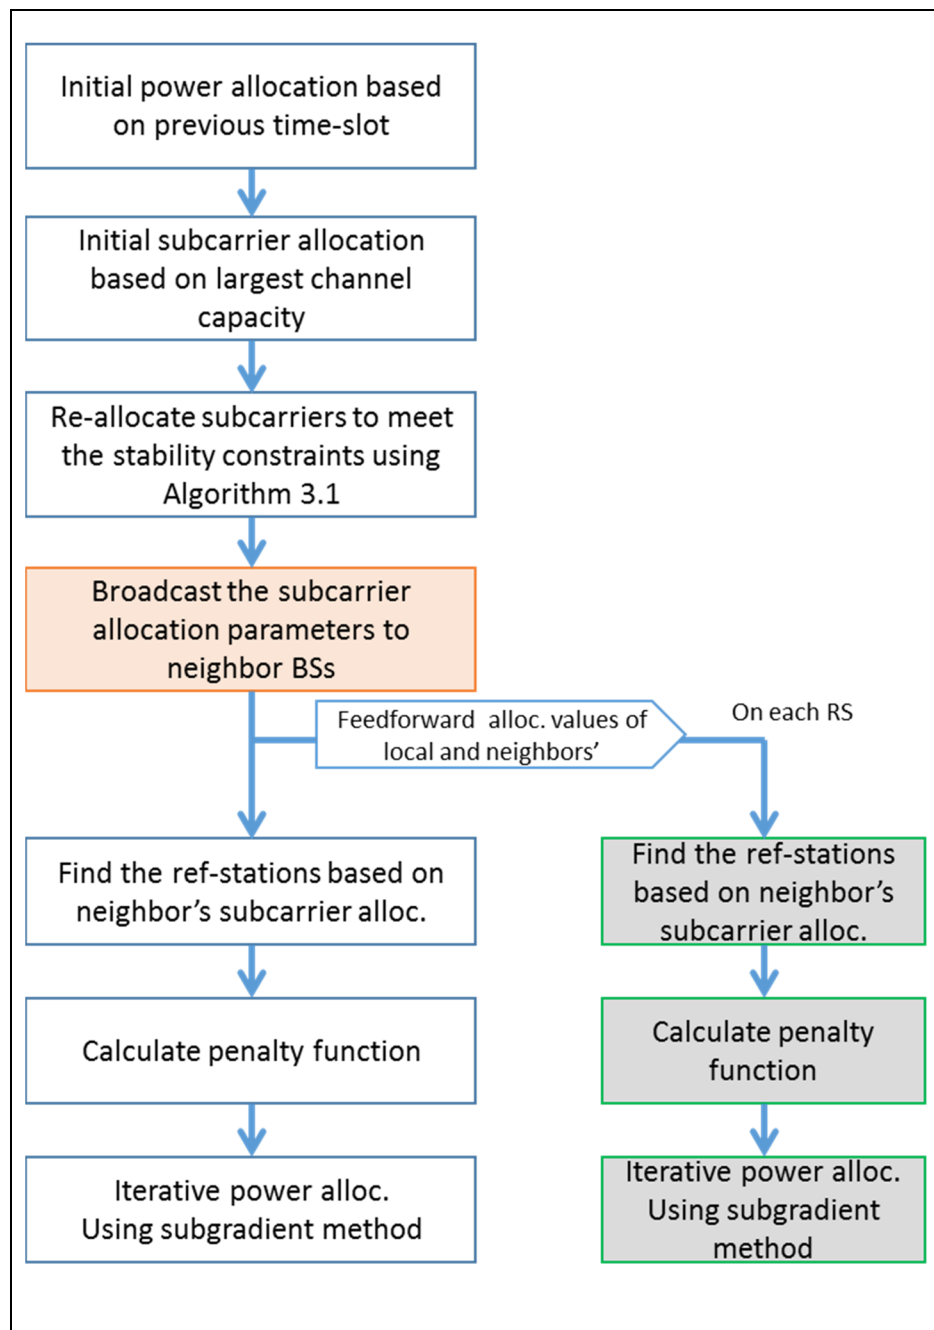 Initial power allocation based
on previous time-slot
Initial subcarrier allocation
based on largest channel
capacity
Re-allocate subcarriers to meet
the stability constraints using
Algorithm 3.1
Broadcast the subcarrier
allocation parameters to
neighbor BSs
Feedforward alloc. values of
local and neighbors’
On each RS
Find the ref-stations based on
neighbor’s subcarrier alloc.
Calculate penalty function
Iterative power alloc.
Using subgradient method
Find the ref-stations
based on neighbor’s
subcarrier alloc.
Calculate penalty
function
Iterative power alloc.
Using subgradient
method